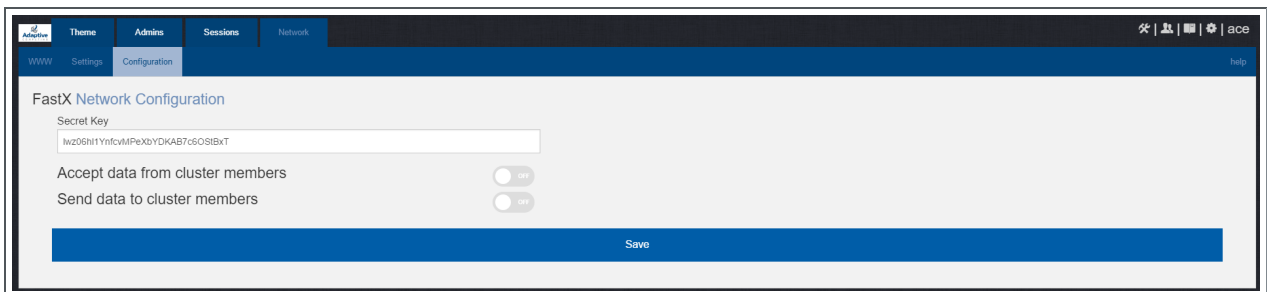 Adaptive
Theme Admins Sessions Network
| | | | ace
WWW Settings Configuration help
FastX Network Configuration
Secret Key
Iwz06hI1YnfcvMPeXbYDKAB7c6OStBxT
Accept data from cluster members OFF
Send data to cluster members OFF
Save